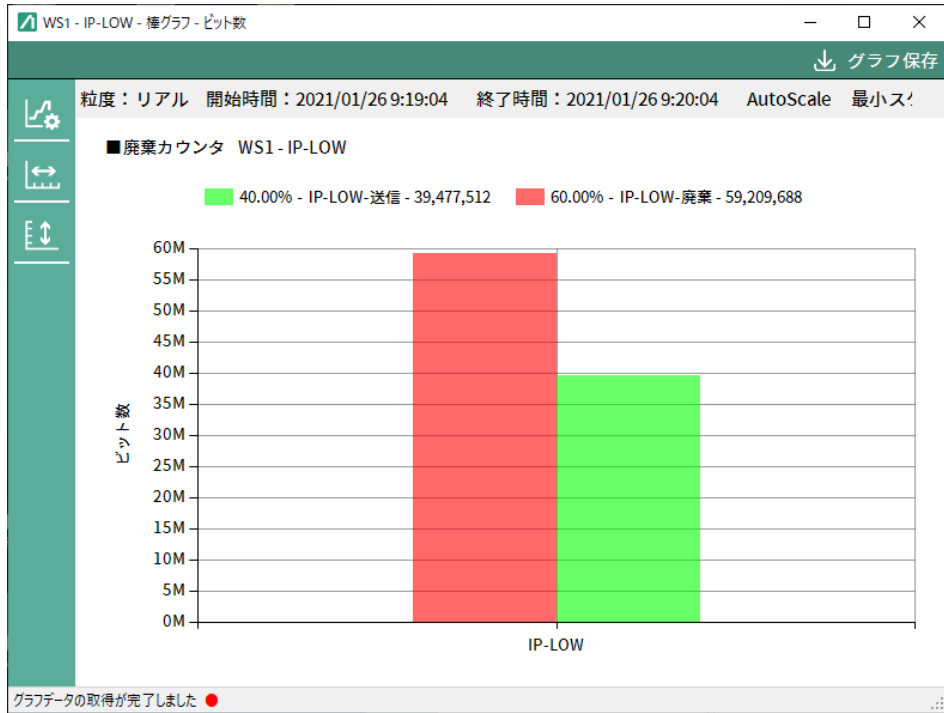 WS1 - IP-LOW - 棒グラフ - ビット数
グラフ保存
粒度：リアル 開始時間：2021/01/26 9:19:04 終了時間：2021/01/26 9:20:04 AutoScale 最小ス
■廃棄カウンタ WS1 - IP-LOW
40.00% - IP-LOW-送信 - 39,477,512 60.00% - IP-LOW-廃棄 - 59,209,688
60M
55M
50M
45M
40M
35M
30M
25M
20M
15M
10M
5M
0M
ビット数
IP-LOW
グラフデータの取得が完了しました